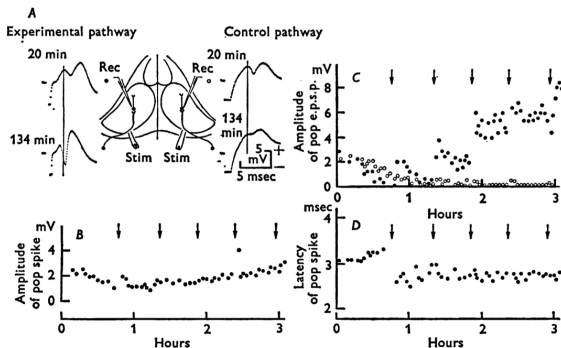 A
Experimental pathway
Control pathway
20 min
20 min
Rec
Rec
134 min
134
min
Stim
Stim
5 +
mV
−
5 msec
B
mV
Amplitude
of pop spike
4
2
0
0
1
2
3
Hours
C
mV
Amplitude
of pop e.p.s.p.
8
6
4
2
0
0
1
2
3
Hours
D
msec
Latency
of pop spike
4
3
2
0
1
2
3
Hours